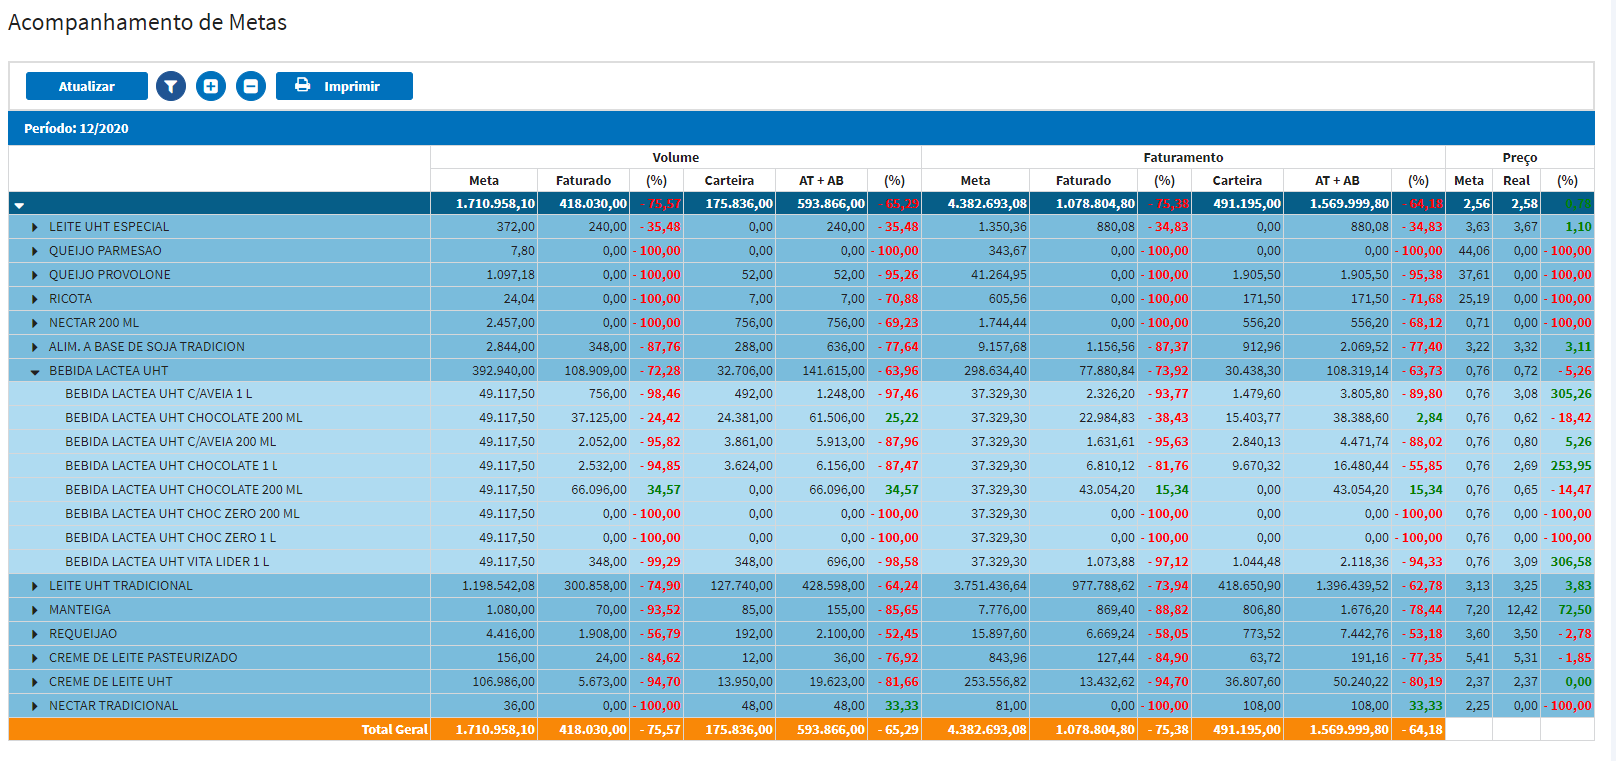 Acompanhamento de Metas
Atualizar Imprimir
Período: 12/2020
Volume Faturamento Preço
Meta Faturado (%) Carteira AT + AB (%) Meta Faturado (%) Carteira AT + AB (%) Meta Real (%)
1.710.958,10 418.030,00 - 75,57 175.836,00 593.866,00 - 65,29 4.382.693,08 1.078.804,80 - 75,38 491.195,00 1.569.999,80 - 64,18 2,56 2,58
LEITE UHT ESPECIAL 372,00 240,00 - 35,48 0,00 240,00 - 35,48 1.350,36 880,08 - 34,83 0,00 880,08 - 34,83 3,63 3,67 1,10
QUEIJO PARMESAO 7,80 0,00 - 100,00 0,00 0,00 - 100,00 343,67 0,00 - 100,00 0,00 0,00 - 100,00 44,06 0,00 - 100,00
QUEIJO PROVOLONE 1.097,18 0,00 - 100,00 52,00 52,00 - 95,26 41.264,95 0,00 - 100,00 1.905,50 1.905,50 - 95,38 37,61 0,00 - 100,00
RICOTA 24,04 0,00 - 100,00 7,00 7,00 - 70,88 605,56 0,00 - 100,00 171,50 171,50 - 71,68 25,19 0,00 - 100,00
NECTAR 200 ML 2.457,00 0,00 - 100,00 756,00 756,00 - 69,23 1.744,44 0,00 - 100,00 556,20 556,20 - 68,12 0,71 0,00 - 100,00
ALIM. A BASE DE SOJA TRADICION 2.844,00 348,00 - 87,76 288,00 636,00 - 77,64 9.157,68 1.156,56 - 87,37 912,96 2.069,52 - 77,40 3,22 3,32 3,11
BEBIDA LACTEA UHT 392.940,00 108.909,00 - 72,28 32.706,00 141.615,00 - 63,96 298.634,40 77.880,84 - 73,92 30.438,30 108.319,14 - 63,73 0,76 0,72 - 5,26
BEBIDA LACTEA UHT C/AVEIA 1 L 49.117,50 756,00 - 98,46 492,00 1.248,00 - 97,46 37.329,30 2.326,20 - 93,77 1.479,60 3.805,80 - 89,80 0,76 3,08 305,26
BEBIDA LACTEA UHT CHOCOLATE 200 ML 49.117,50 37.125,00 - 24,42 24.381,00 61.506,00 25,22 37.329,30 22.984,83 - 38,43 15.403,77 38.388,60 2,84 0,76 0,62 - 18,42
BEBIDA LACTEA UHT C/AVEIA 200 ML 49.117,50 2.052,00 - 95,82 3.861,00 5.913,00 - 87,96 37.329,30 1.631,61 - 95,63 2.840,13 4.471,74 - 88,02 0,76 0,80 5,26
BEBIDA LACTEA UHT CHOCOLATE 1 L 49.117,50 2.532,00 - 94,85 3.624,00 6.156,00 - 87,47 37.329,30 6.810,12 - 81,76 9.670,32 16.480,44 - 55,85 0,76 2,69 253,95
BEBIDA LACTEA UHT CHOCOLATE 200 ML 49.117,50 66.096,00 34,57 0,00 66.096,00 34,57 37.329,30 43.054,20 15,34 0,00 43.054,20 15,34 0,76 0,65 - 14,47
BEBIBA LACTEA UHT CHOC ZERO 200 ML 49.117,50 0,00 - 100,00 0,00 0,00 - 100,00 37.329,30 0,00 - 100,00 0,00 0,00 - 100,00 0,76 0,00 - 100,00
BEBIDA LACTEA UHT CHOC ZERO 1 L 49.117,50 0,00 - 100,00 0,00 0,00 - 100,00 37.329,30 0,00 - 100,00 0,00 0,00 - 100,00 0,76 0,00 - 100,00
BEBIDA LACTEA UHT VITA LIDER 1 L 49.117,50 348,00 - 99,29 348,00 696,00 - 98,58 37.329,30 1.073,88 - 97,12 1.044,48 2.118,36 - 94,33 0,76 3,09 306,58
LEITE UHT TRADICIONAL 1.198.542,08 300.858,00 - 74,90 127.740,00 428.598,00 - 64,24 3.751.436,64 977.788,62 - 73,94 418.650,90 1.396.439,52 - 62,78 3,13 3,25 3,83
MANTEIGA 1.080,00 70,00 - 93,52 85,00 155,00 - 85,65 7.776,00 869,40 - 88,82 806,80 1.676,20 - 78,44 7,20 12,42 72,50
REQUEIJAO 4.416,00 1.908,00 - 56,79 192,00 2.100,00 - 52,45 15.897,60 6.669,24 - 58,05 773,52 7.442,76 - 53,18 3,60 3,50 - 2,78
CREME DE LEITE PASTEURIZADO 156,00 24,00 - 84,62 12,00 36,00 - 76,92 843,96 127,44 - 84,90 63,72 191,16 - 77,35 5,41 5,31 - 1,85
CREME DE LEITE UHT 106.986,00 5.673,00 - 94,70 13.950,00 19.623,00 - 81,66 253.556,82 13.432,62 - 94,70 36.807,60 50.240,22 - 80,19 2,37 2,37 0,00
NECTAR TRADICIONAL 36,00 0,00 - 100,00 48,00 48,00 33,33 81,00 0,00 - 100,00 108,00 108,00 33,33 2,25 0,00 - 100,00
Total Geral 1.710.958,10 418.030,00 - 75,57 175.836,00 593.866,00 - 65,29 4.382.693,08 1.078.804,80 - 75,38 491.195,00 1.569.999,80 - 64,18